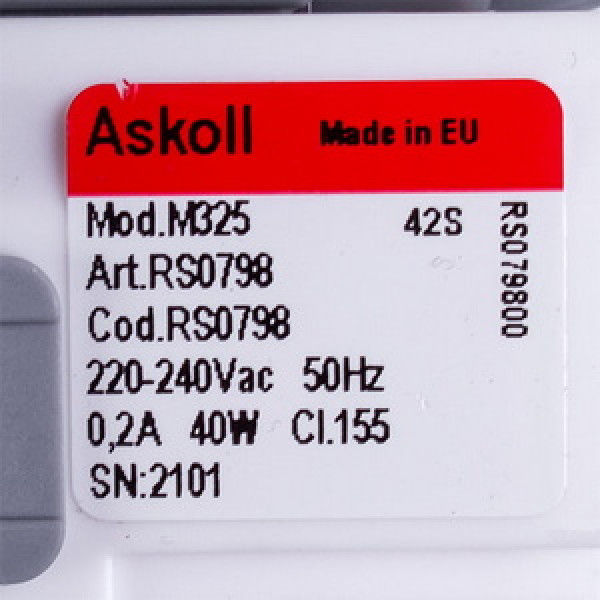 Askoll Made in EU
Mod.M325 42S
Art.RS0798
Cod.RS0798
220-240Vac 50Hz
0,2A 40W Cl.155
SN:2101
RS079800